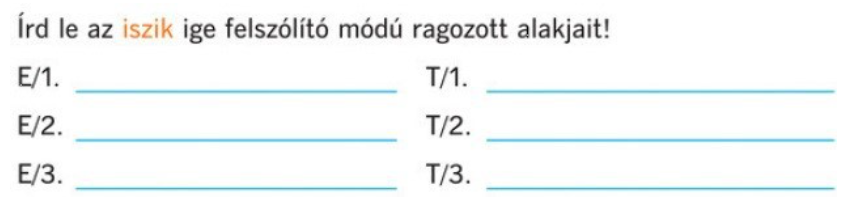 Írd le az iszik ige felszólító módú ragozott alakjait!
E/1. T/1.
E/2. T/2.
E/3. T/3.